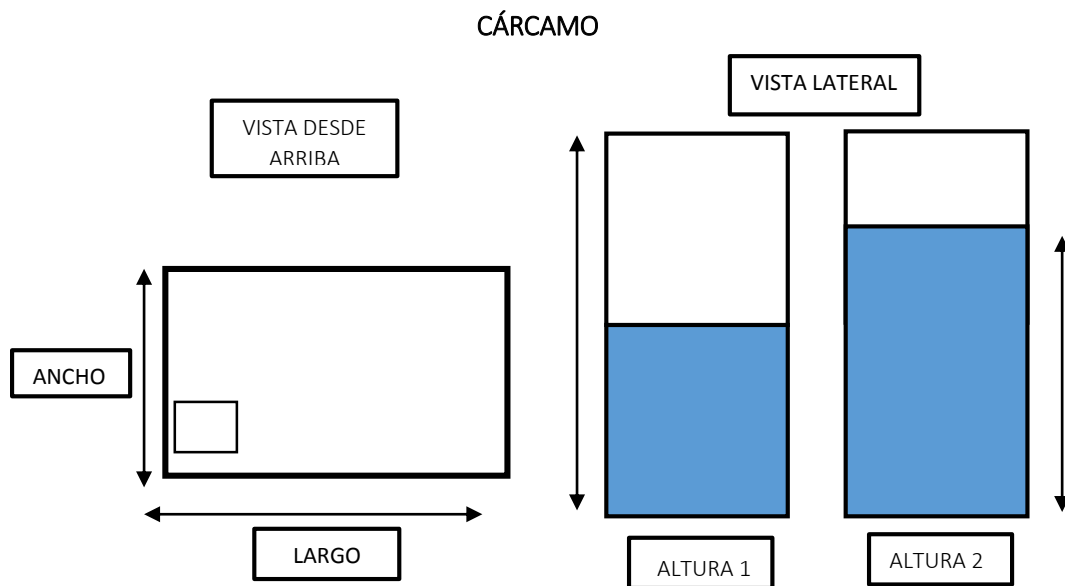 CÁRCAMO
VISTA DESDE
ARRIBA
VISTA LATERAL
ANCHO
LARGO
ALTURA 1
ALTURA 2